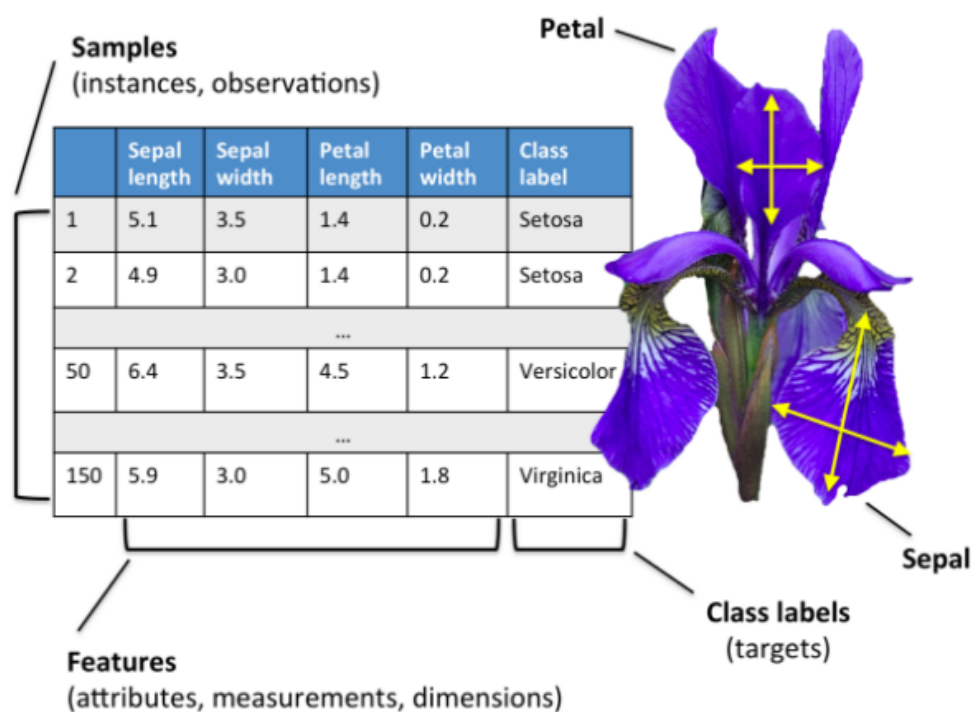 Samples
(instances, observations)
Petal
Sepal length Sepal width Petal length Petal width Class label
1 5.1 3.5 1.4 0.2 Setosa
2 4.9 3.0 1.4 0.2 Setosa
...
50 6.4 3.5 4.5 1.2 Versicolor
...
150 5.9 3.0 5.0 1.8 Virginica
Sepal
Class labels
(targets)
Features
(attributes, measurements, dimensions)